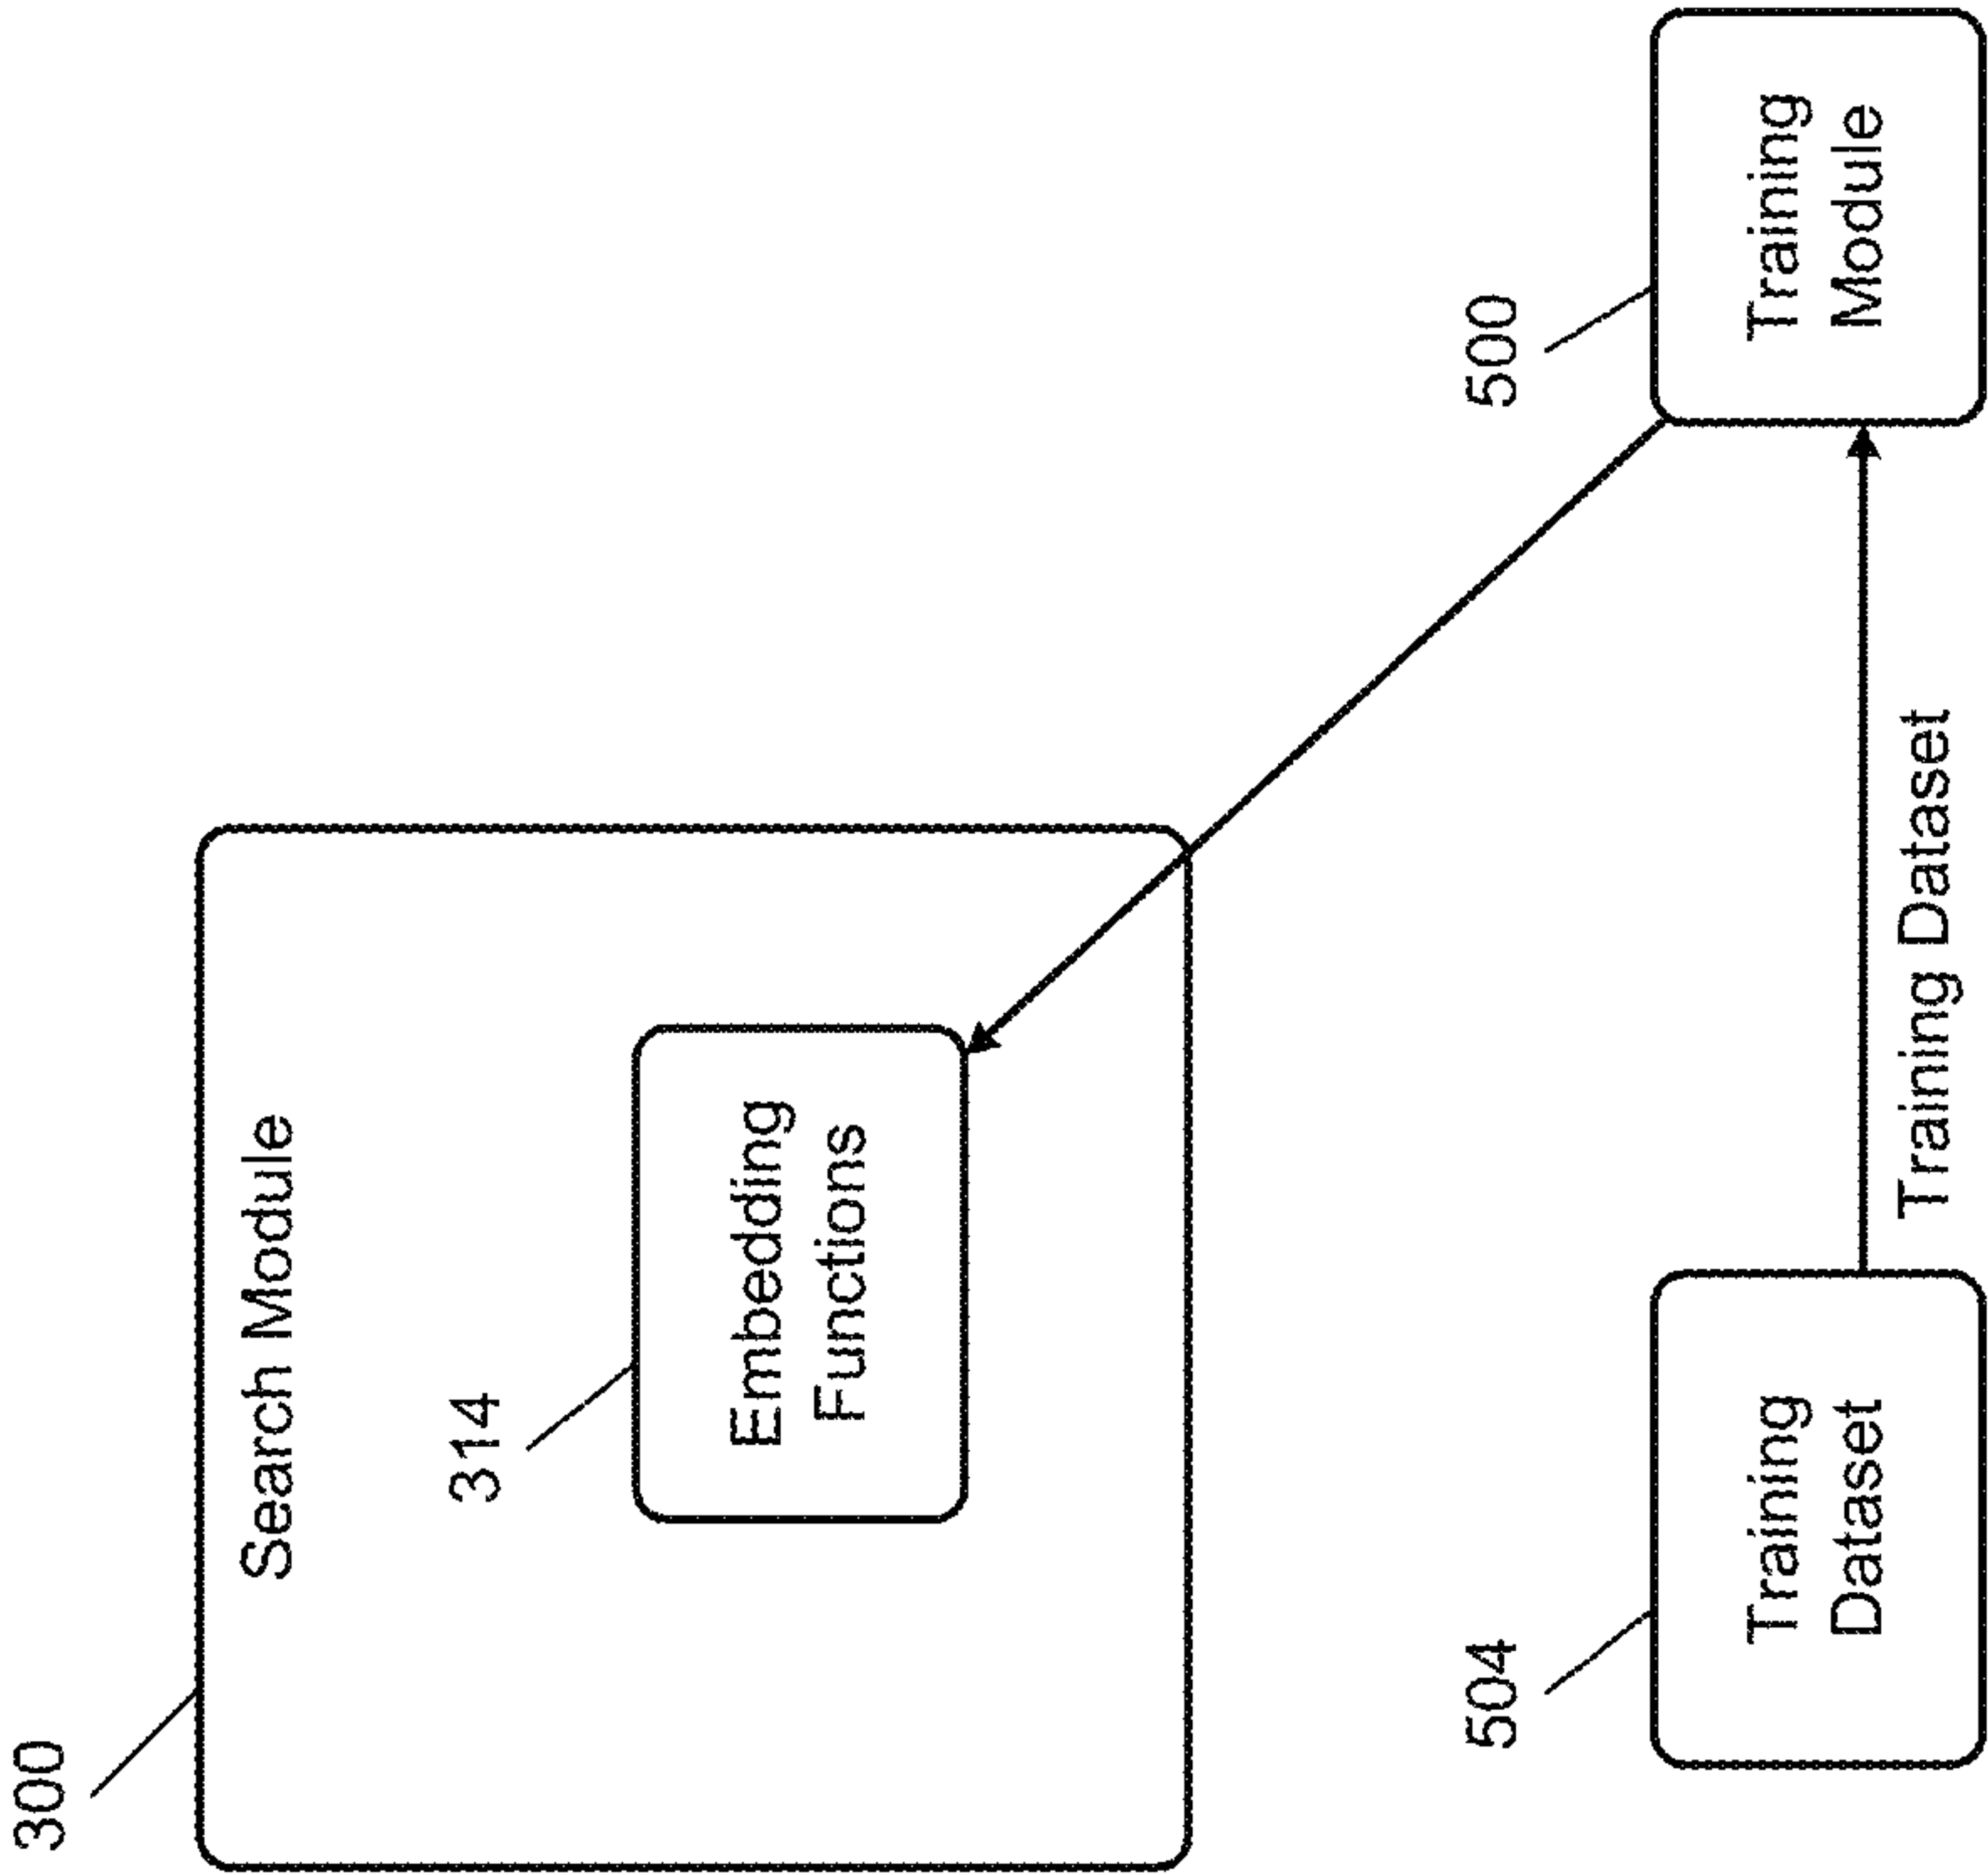 300
Search Module
314
Embedding
Functions
504
Training
Dataset
Training Dataset
500
Training
Module